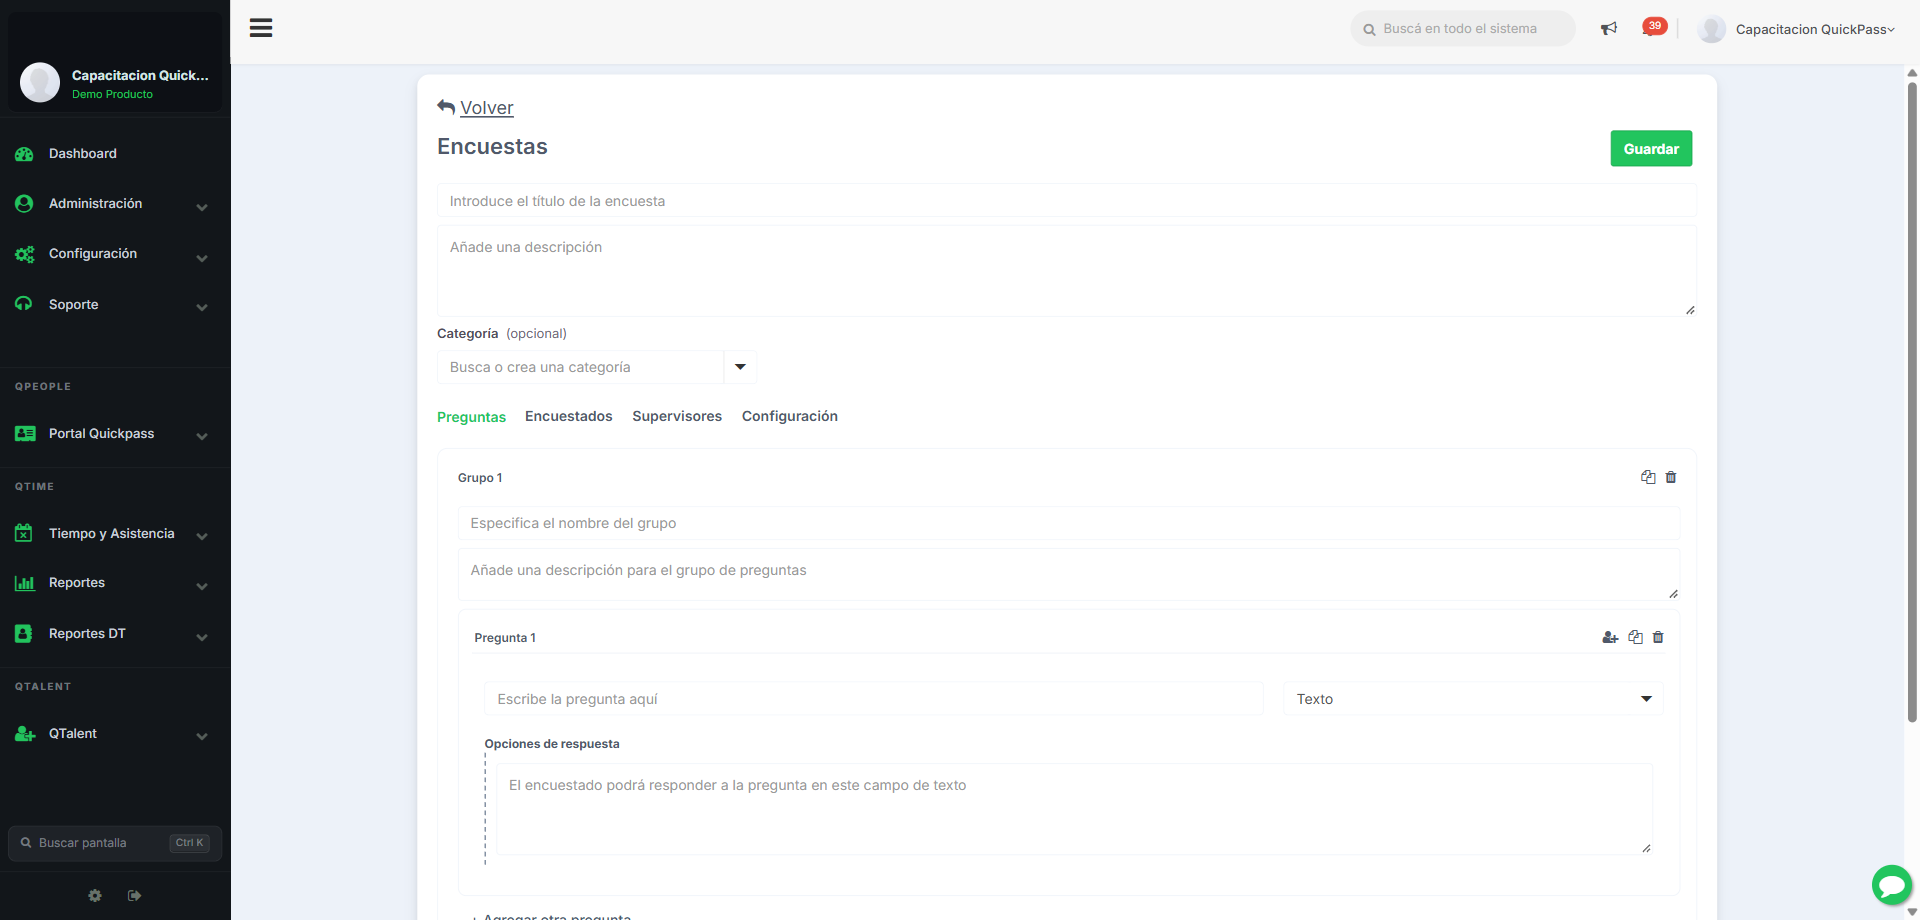 Capacitacion Quick...
Demo Producto
Dashboard
Administración
Configuración
Soporte
QPEOPLE
Portal Quickpass
QTIME
Tiempo y Asistencia
Reportes
Reportes DT
QTALENT
QTalent
Buscar pantalla
Ctrl K
Buscá en todo el sistema
39
Capacitacion QuickPass
Volver
Encuestas
Guardar
Introduce el título de la encuesta
Añade una descripción
Categoría (opcional)
Busca o crea una categoría
Preguntas Encuestados Supervisores Configuración
Grupo 1
Especifica el nombre del grupo
Añade una descripción para el grupo de preguntas
Pregunta 1
Escribe la pregunta aquí
Texto
Opciones de respuesta
El encuestado podrá responder a la pregunta en este campo de texto
+ Agregar otra pregunta